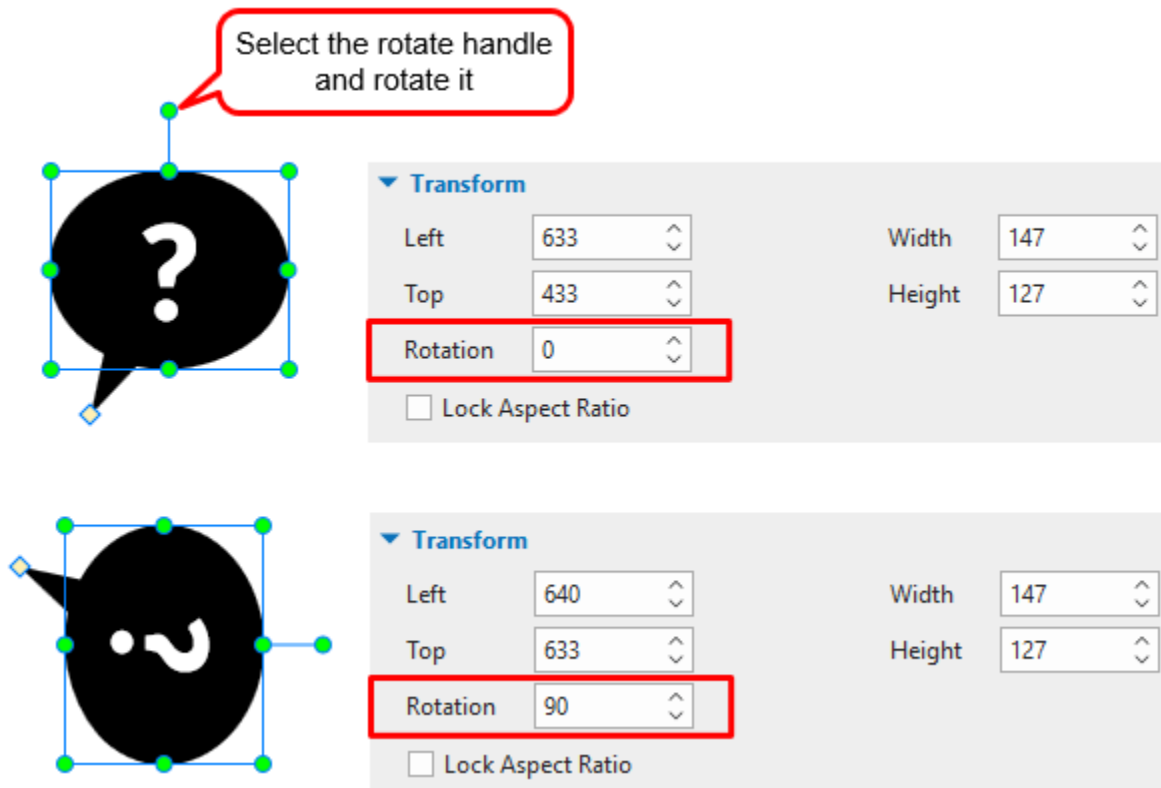 Select the rotate handle
and rotate it
?
Transform
Left 633 Width 147
Top 433 Height 127
Rotation 0
Lock Aspect Ratio
?
Transform
Left 640 Width 147
Top 633 Height 127
Rotation 90
Lock Aspect Ratio